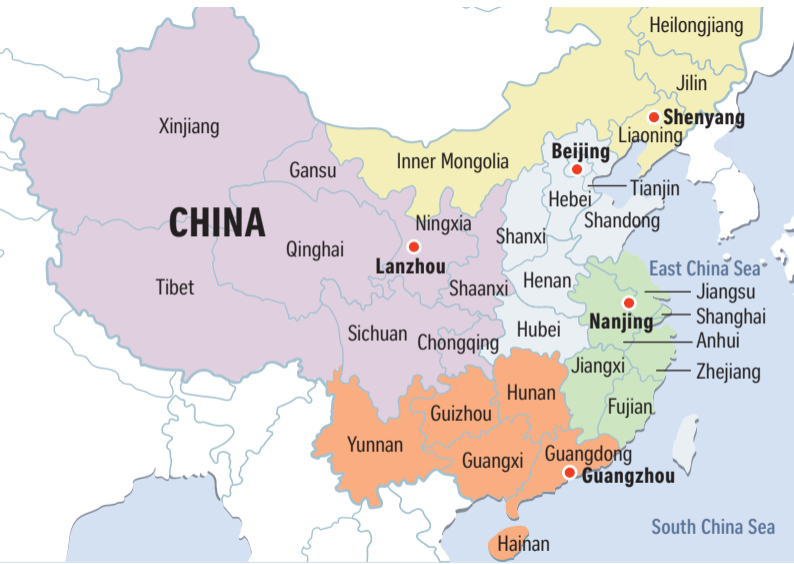 Heilongjiang
Jilin
Shenyang
Liaoning
Xinjiang
Beijing
Inner Mongolia
Gansu
Tianjin
Hebei
CHINA
Ningxia
Shandong
Shanxi
Qinghai
Lanzhou
East China Sea
Tibet
Shaanxi
Henan
Jiangsu
Shanghai
Nanjing
Hubei
Sichuan
Chongqing
Anhui
Jiangxi
Zhejiang
Hunan
Guizhou
Fujian
Yunnan
Guangxi
Guangdong
Guangzhou
South China Sea
Hainan